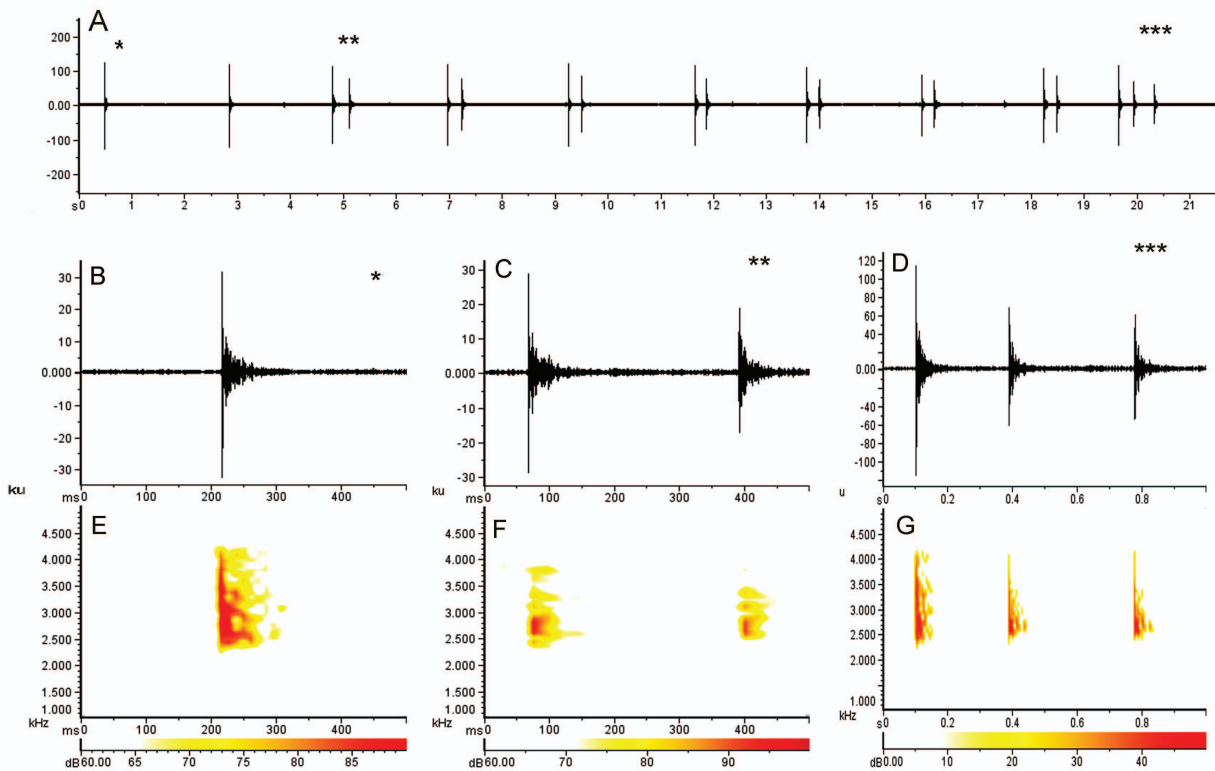 A
*
**
***
200
100
0.00
-100
-200
s0 1 2 3 4 5 6 7 8 9 10 11 12 13 14 15 16 17 18 19 20 21
B
*
30
20
10
0.000
-10
-20
-30
ku
ms0 100 200 300 400
C
**
30
20
10
0.000
-10
-20
-30
ku
ms0 100 200 300 400
D
***
120
100
80
60
40
20
0.00
-20
-40
-60
-80
-100
u
s0 0.2 0.4 0.6 0.8
E
4.500
4.000
3.500
3.000
2.500
2.000
1.500
1.000
kHz
ms0 100 200 300 400
dB60.00 65 70 75 80 85
F
4.500
4.000
3.500
3.000
2.500
2.000
1.500
1.000
kHz
ms0 100 200 300 400
dB60.00 70 80 90
G
4.500
4.000
3.000
2.500
2.000
1.000
kHz
s0 0.2 0.4 0.6 0.8
dB0.00 10 20 30 40